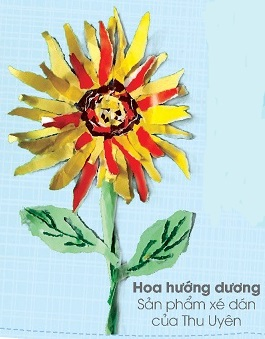 Hoa hướng dương
Sản phẩm xé dán
của Thu Uyên